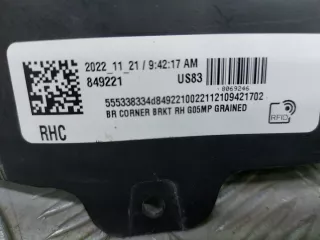 2022_11_21 / 9:42:17 AM
849221 US83
0069246
555338334d8492210022112109421702
BR CORNER BRKT RH G05MP GRAINED
RHC
RFID